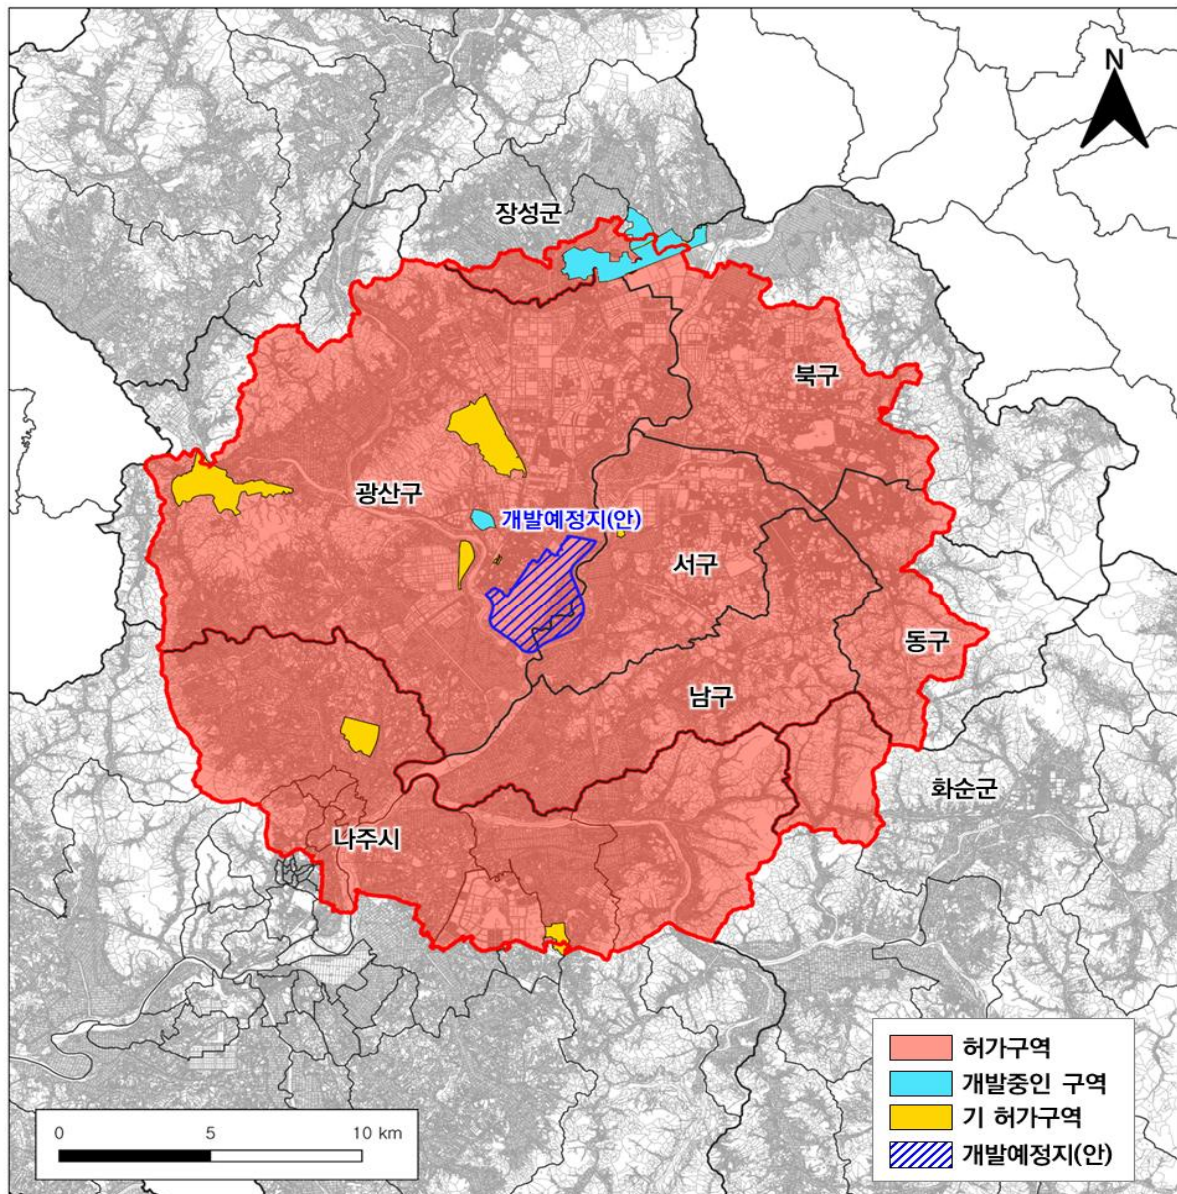 N
장성군
북구
광산구
개발예정지(안)
서구
동구
남구
화순군
나주시
허가구역
개발중인 구역
기 허가구역
개발예정지(안)
0 5 10 km